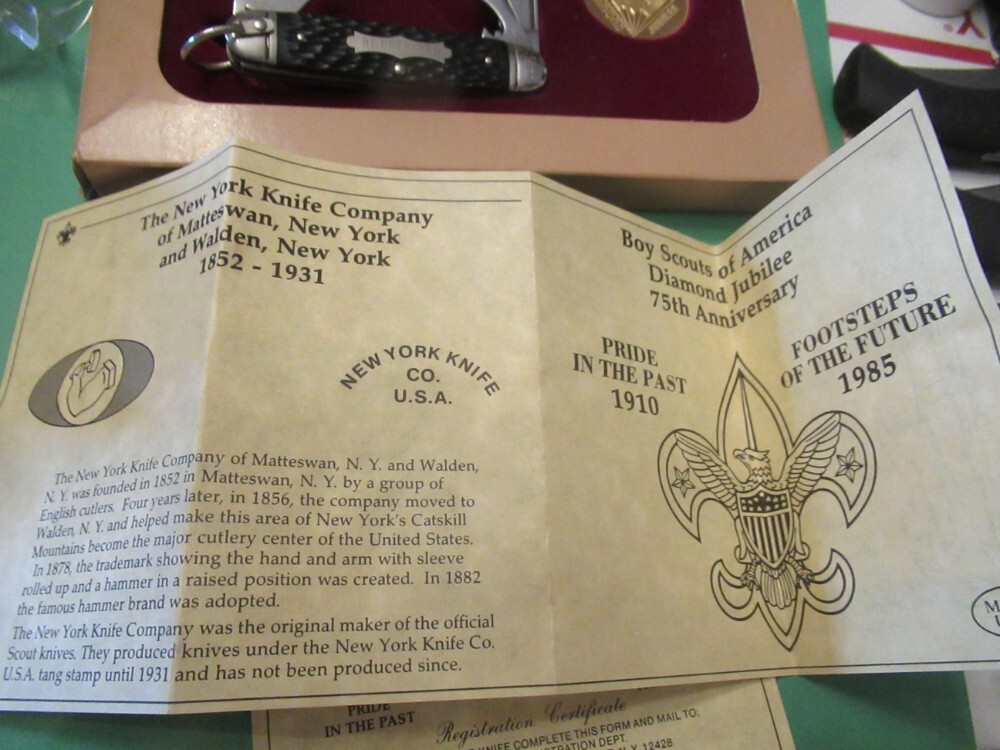 The New York Knife Company
of Matteswan, New York
and Walden, New York
1852 - 1931
NEW YORK KNIFE
CO.
U.S.A.
The New York Knife Company of Matteswan, N. Y. and Walden,
N. Y. was founded in 1852 in Matteswan, N. Y. by a group of
English cutlers. Four years later, in 1856, the company moved to
Walden, N. Y. and helped make this area of New York's Catskill
Mountains become the major cutlery center of the United States.
In 1878, the trademark showing the hand and arm with sleeve
rolled up and a hammer in a raised position was created. In 1882
the famous hammer brand was adopted.
The New York Knife Company was the original maker of the official
Scout knives. They produced knives under the New York Knife Co.
U.S.A. tang stamp until 1931 and has not been produced since.
Boy Scouts of America
Diamond Jubilee
75th Anniversary
PRIDE
IN THE PAST
1910
FOOTSTEPS
OF THE FUTURE
1985
PRIDE
IN THE PAST
Registration Certificate
KNIFE COMPLETE THIS FORM AND MAIL TO:
DEPT.
N.Y. 12428